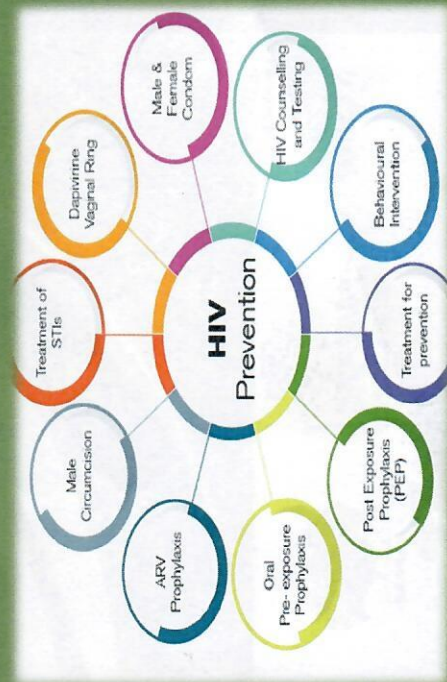 HIV
Prevention
Treatment of
STIs
Dapivirine
Vaginal Ring
Male &
Female
Condom
HIV Counselling
and Testing
Behavioural
Intervention
Treatment for
prevention
Post Exposure
Prophylaxis
(PEP)
Oral
Pre- exposure
Prophylaxis
ARV
Prophylaxis
Male
Circumcision